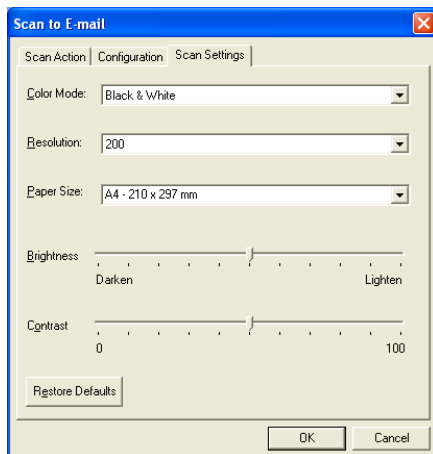 Scan to E-mail
Scan Action Configuration Scan Settings
Color Mode: Black & White
Resolution: 200
Paper Size: A4 - 210 x 297 mm
Brightness
Darken Lighten
Contrast
0 100
Restore Defaults
OK Cancel